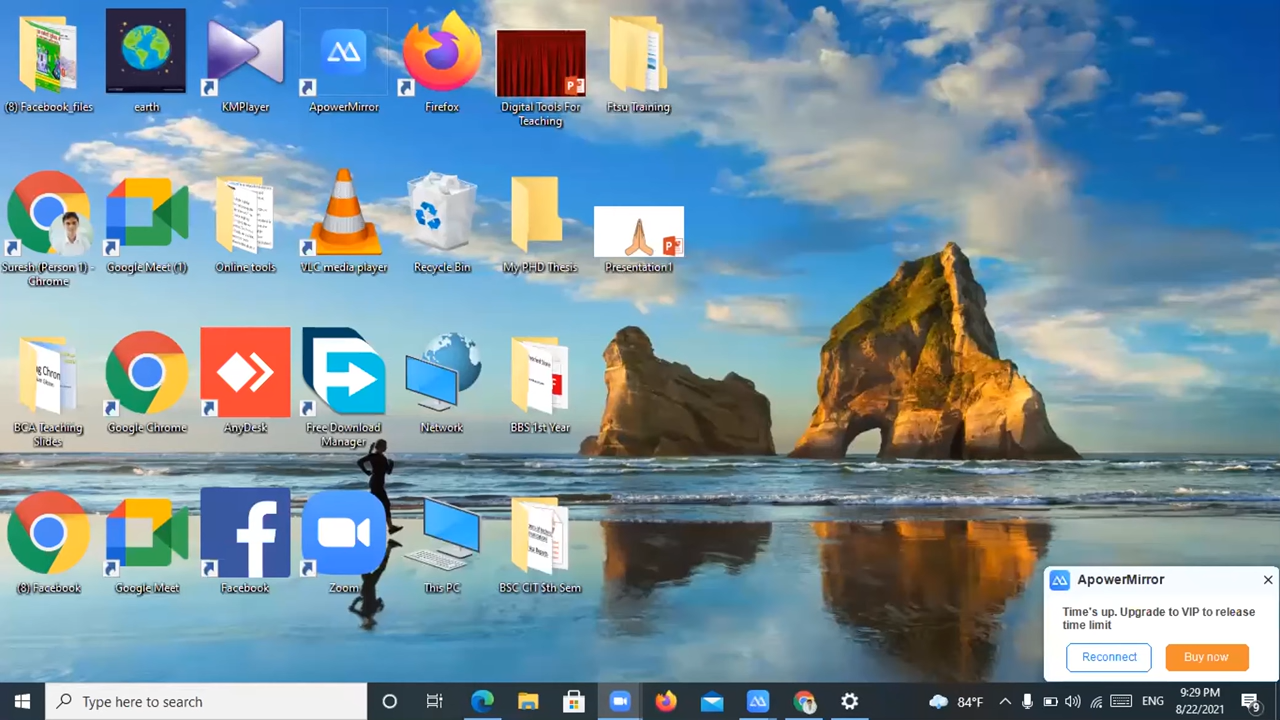 (8) Facebook_files
earth
KMPlayer
ApowerMirror
Firefox
Digital Tools For
Teaching
Ftsu Training
Suresh (Person 1) -
Chrome
Google Meet (1)
Online tools
VLC media player
Recycle Bin
My PHD Thesis
Presentation1
BCA Teaching
Slides
Google Chrome
AnyDesk
Free Download
Manager
Network
BBS 1st Year
(8) Facebook
Google Meet
Facebook
Zoom
This PC
BSC CIT 5th Sem
ApowerMirror
Time's up. Upgrade to VIP to release
time limit
Reconnect
Buy now
Type here to search
84°F
ENG
9:29 PM
8/22/2021
9